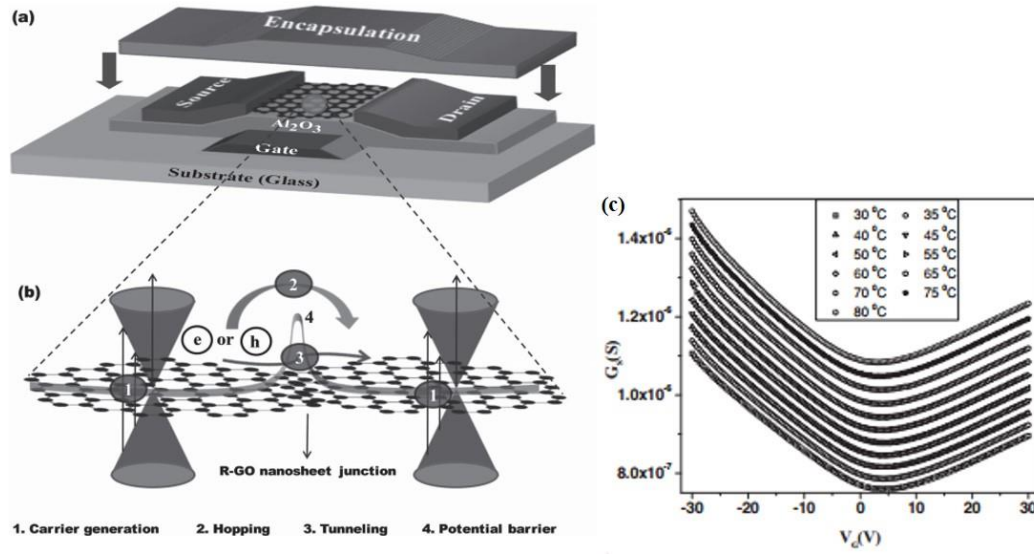 (a)
Encapsulation
Source
Drain
Al2O3
Gate
Substrate (Glass)
(b)
2
4
e or h
3
1
1
R-GO nanosheet junction
1. Carrier generation 2. Hopping 3. Tunneling 4. Potential barrier
(c)
30 °C 35 °C
40 °C 45 °C
50 °C 55 °C
60 °C 65 °C
70 °C 75 °C
80 °C
1.4x10⁻⁶
1.2x10⁻⁶
1.0x10⁻⁶
8.0x10⁻⁷
-30 -20 -10 0 10 20 30
V_G(V)